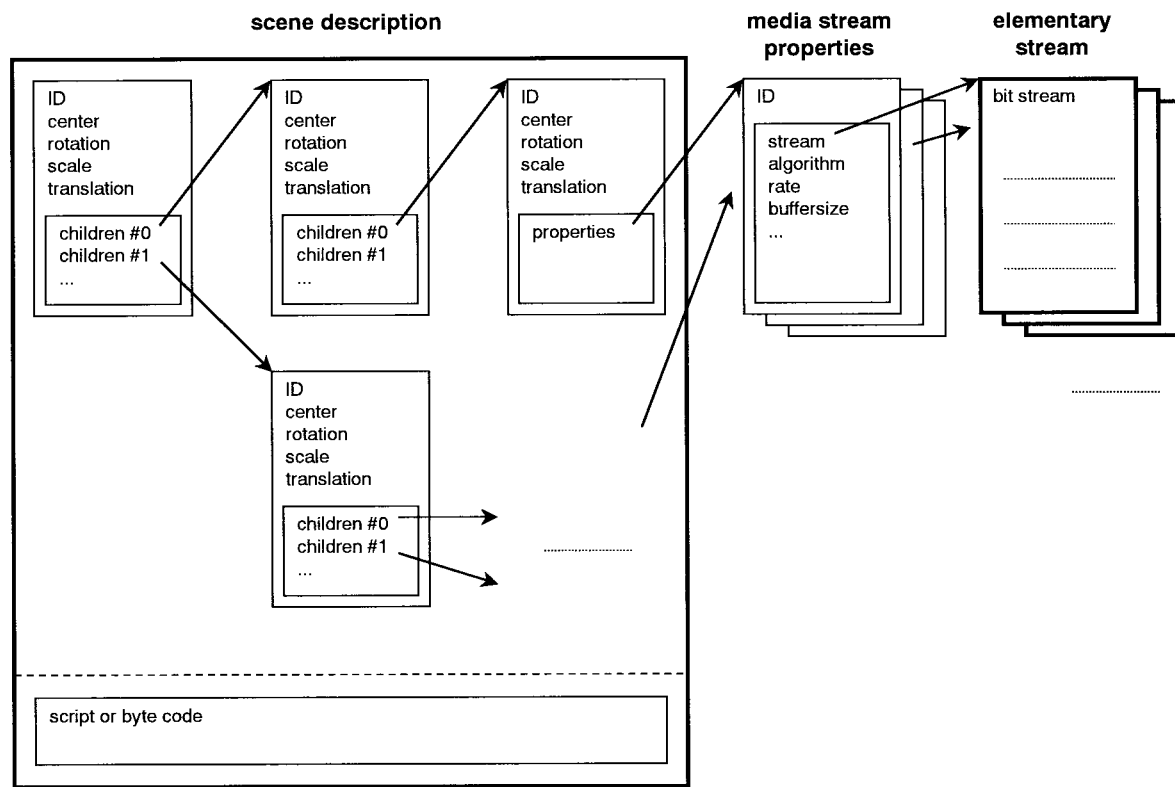 scene description
media stream
properties
elementary
stream
ID
center
rotation
scale
translation
children #0
children #1
...
ID
center
rotation
scale
translation
children #0
children #1
...
ID
center
rotation
scale
translation
properties
ID
stream
algorithm
rate
buffersize
...
bit stream
ID
center
rotation
scale
translation
children #0
children #1
...
script or byte code